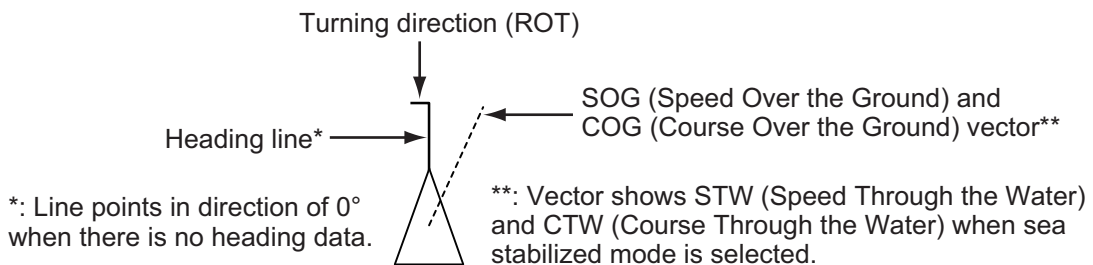 Turning direction (ROT)
SOG (Speed Over the Ground) and
COG (Course Over the Ground) vector**
Heading line*
*: Line points in direction of 0°
when there is no heading data.
**: Vector shows STW (Speed Through the Water)
and CTW (Course Through the Water) when sea
stabilized mode is selected.